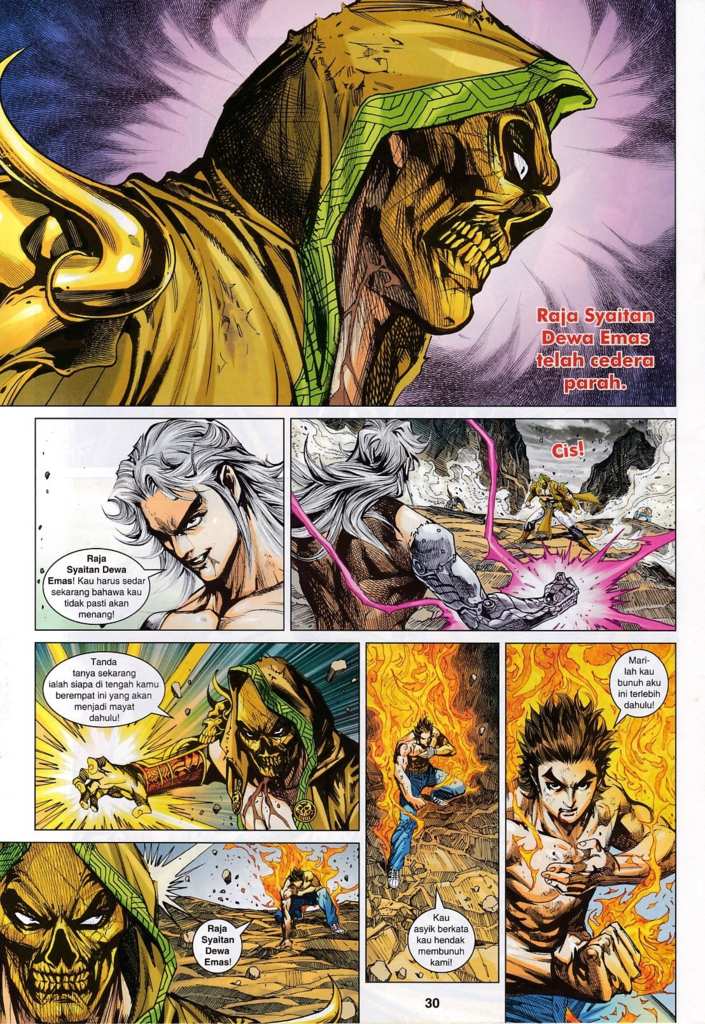 Raja Syaitan
Dewa Emas
telah cedera
parah.
Raja
Syaitan Dewa
Emas! Kau harus sedar
sekarang bahawa kau
tidak pasti akan
menang!
Cis!
Tanda
tanya sekarang
ialah siapa di tengah kamu
berempat ini yang akan
menjadi mayat
dahulu!
Raja
Syaitan
Dewa
Emas!
Kau
asyik berkata
kau hendak
membunuh
kami!
Mari-
lah kau
bunuh aku
ini terlebih
dahulu!
30